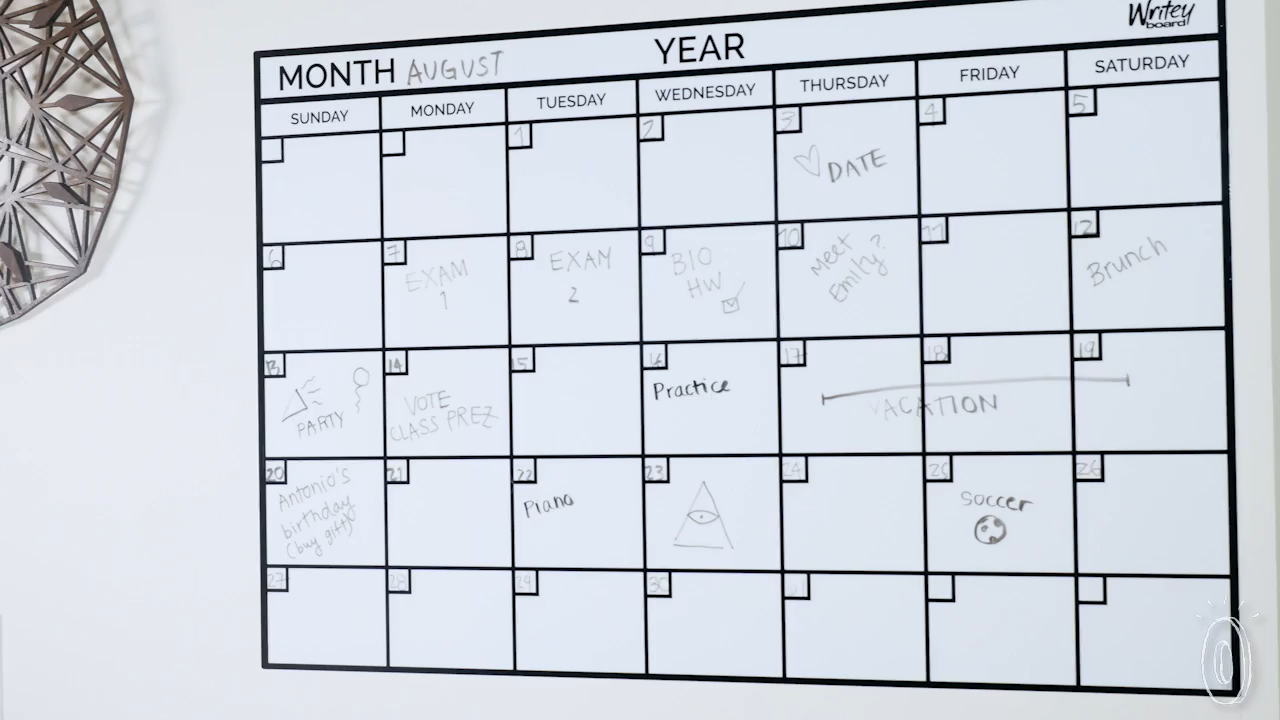 Writey
board
MONTH AUGUST YEAR
SUNDAY MONDAY TUESDAY WEDNESDAY THURSDAY FRIDAY SATURDAY
1 2 3 4 5
DATE
6 7 8 9 10 11 12
EXAM
1
EXAM
2
BIO
HW
Meet
Emily?
Brunch
13 14 15 16 17 18 19
PARTY
VOTE
CLASS PREZ
Practice
VACATION
20 21 22 23 24 25 26
Antonio's
birthday
(buy gift)
Piano
Soccer
27 28 29 30 31